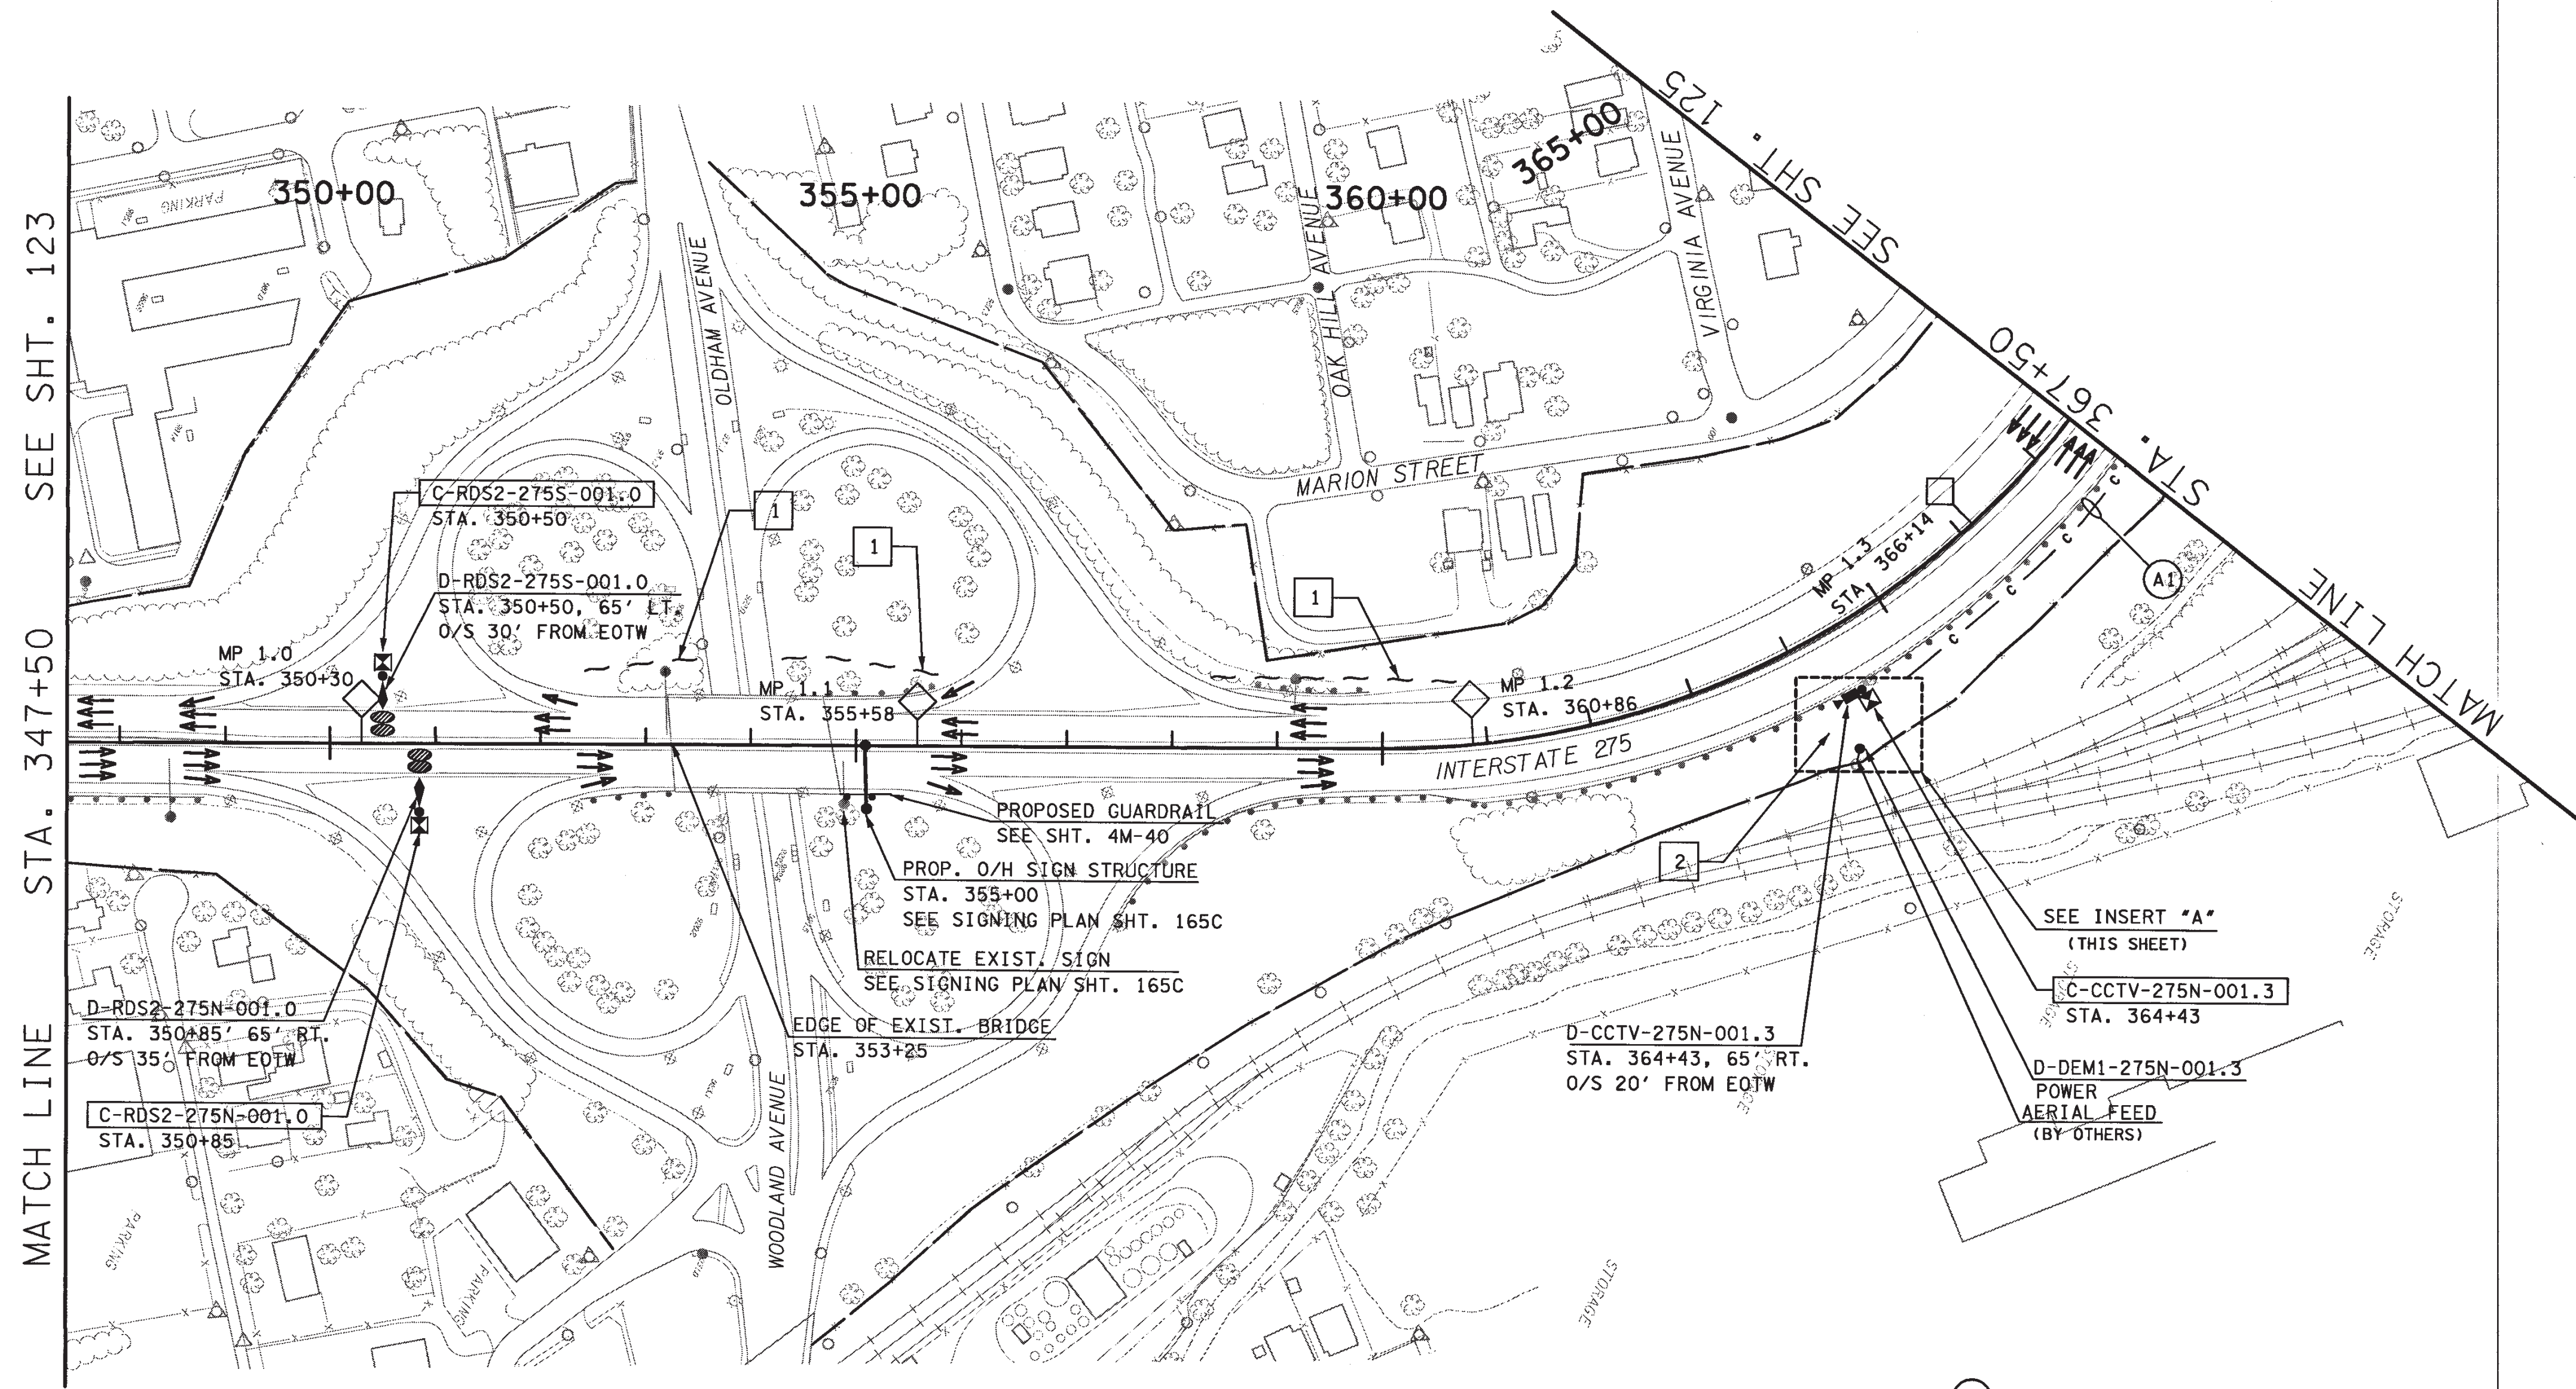 SEE SHT. 125
350+00
355+00
360+00
365+00
PARKING
OLDHAM AVENUE
OAK HILL AVENUE
VIRGINIA AVENUE
MATCH LINE STA. 347+50 SEE SHT. 123
STA. 367+50
MATCH LINE
MARION STREET
C-RDS2-275S-001.0
STA. 350+50
1
1
1
D-RDS2-275S-001.0
STA. 350+50, 65' LT.
O/S 30' FROM EOTW
MP 1.0
STA. 350+30
MP 1.1
STA. 355+58
MP 1.2
STA. 360+86
MP 1.3
STA. 366+14
C
C
C
C
A1
INTERSTATE 275
PROPOSED GUARDRAIL
SEE SHT. 4M-40
PROP. O/H SIGN STRUCTURE
STA. 355+00
SEE SIGNING PLAN SHT. 165C
RELOCATE EXIST. SIGN
SEE SIGNING PLAN SHT. 165C
EDGE OF EXIST. BRIDGE
STA. 353+25
2
D-RDS2-275N-001.0
STA. 350+85' 65' RT.
O/S 35' FROM EOTW
C-RDS2-275N-001.0
STA. 350+85
WOODLAND AVENUE
D-CCTV-275N-001.3
STA. 364+43, 65' RT.
O/S 20' FROM EOTW
SEE INSERT "A"
(THIS SHEET)
C-CCTV-275N-001.3
STA. 364+43
D-DEM1-275N-001.3
POWER
AERIAL FEED
(BY OTHERS)
STORAGE
STORAGE
STORAGE
STORAGE
PARKING
PARKING